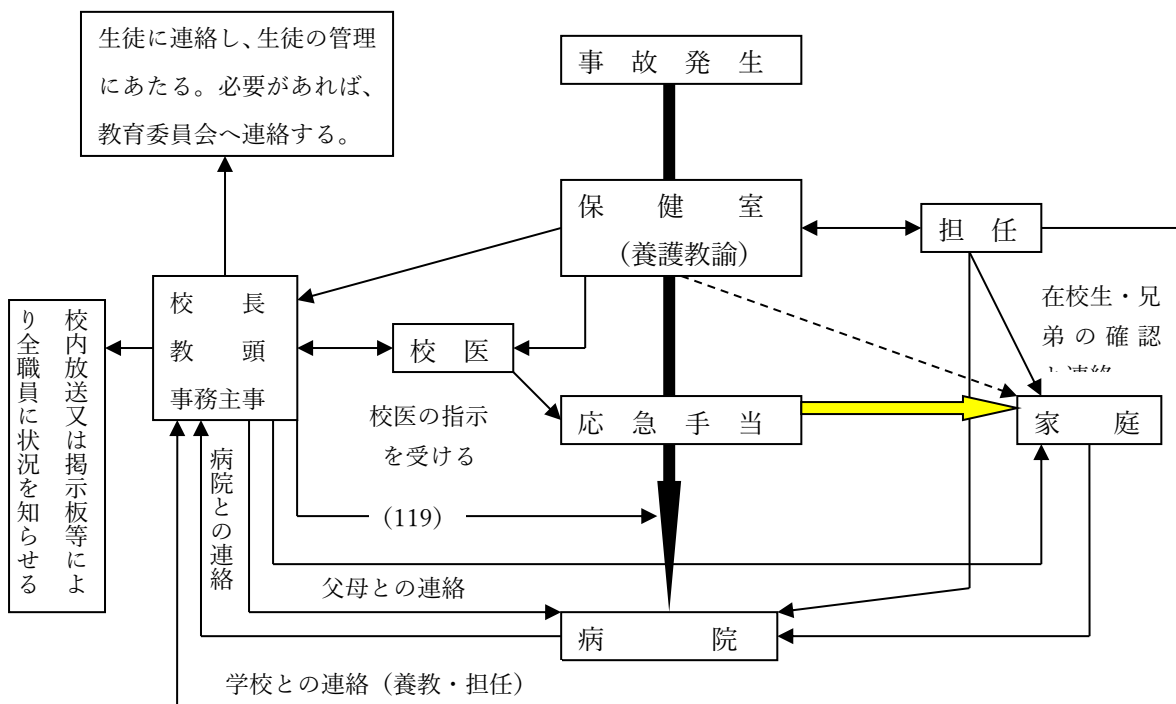 生徒に連絡し、生徒の管理
にあたる。必要があれば、
教育委員会へ連絡する。
事故発生
保健室
（養護教諭）
担任
在校生・兄
弟の確認
校長
教頭
事務主事
校医
校内放送又は掲示板等によ
り全職員に状況を知らせる
校医の指示
を受ける
応急手当
家庭
病院との連絡
（119）
父母との連絡
病院
学校との連絡（養教・担任）